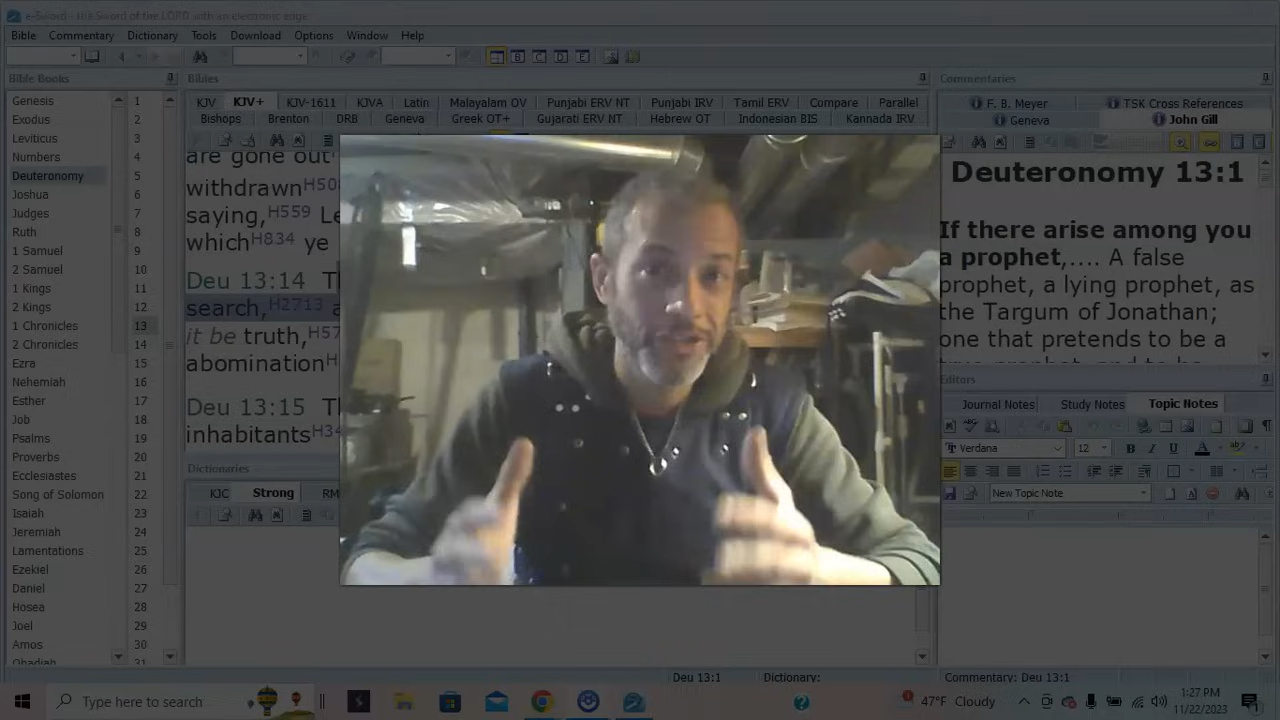 e-Sword - the Sword of the LORD with an electronic edge
Bible Commentary Dictionary Tools Download Options Window Help
Bible Books
Genesis 1
Exodus 2
Leviticus 3
Numbers 4
Deuteronomy 5
Joshua 6
Judges 7
Ruth 8
1 Samuel 9
2 Samuel 10
1 Kings 11
2 Kings 12
1 Chronicles 13
2 Chronicles 14
Ezra 15
Nehemiah 16
Esther 17
Job 18
Psalms 19
Proverbs 20
Ecclesiastes 21
Song of Solomon 22
Isaiah 23
Jeremiah 24
Lamentations 25
Ezekiel 26
Daniel 27
Hosea 28
Joel 29
Amos 30
Obadiah 31
Bibles
KJV KJV+ KJV-1611 KJVA Latin Malayalam OV Punjabi ERV NT Punjabi IRV Tamil ERV Compare Parallel
Bishops Brenton DRB Geneva Greek OT+ Gujarati ERV NT Hebrew OT Indonesian BIS Kannada IRV
are gone out
withdrawn
saying,H559
which H834 ye
Deu 13:14
search,H2713
it be truth,
abomination
Deu 13:15
inhabitants
Dictionaries
KJC Strong
Commentaries
F. B. Meyer TSK Cross References
Geneva John Gill
Deuteronomy 13:1
If there arise among you
a prophet,.... A false
prophet, a lying prophet, as
the Targum of Jonathan;
one that pretends to be a
Editors
Journal Notes Study Notes Topic Notes
Verdana 12 B I U A ab
New Topic Note
Deu 13:1 Dictionary: Commentary: Deu 13:1
Type here to search
47°F Cloudy
1:27 PM
11/22/2023